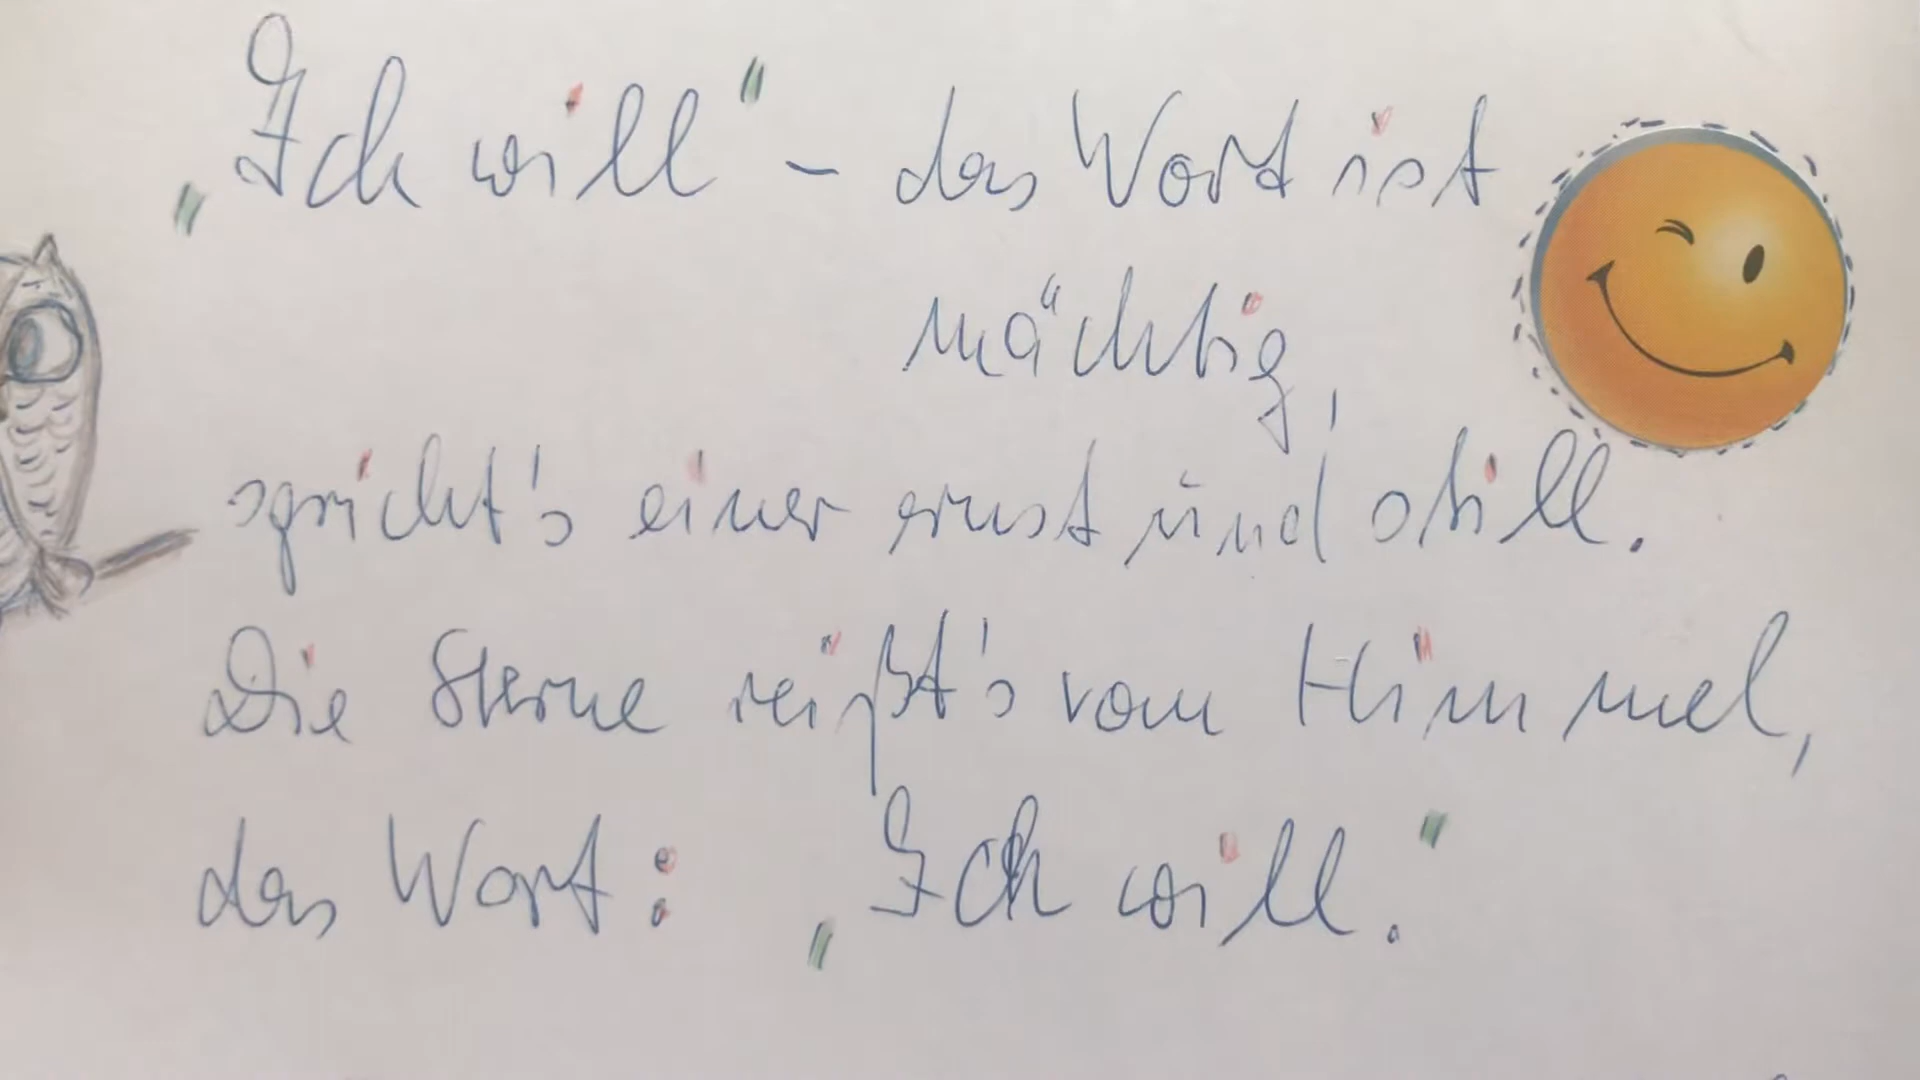 „Ich will" – das Wort ist
mächtig,
spricht's einer ernst und still.
Die Sterne reißt's vom Himmel,
das Wort: „Ich will."